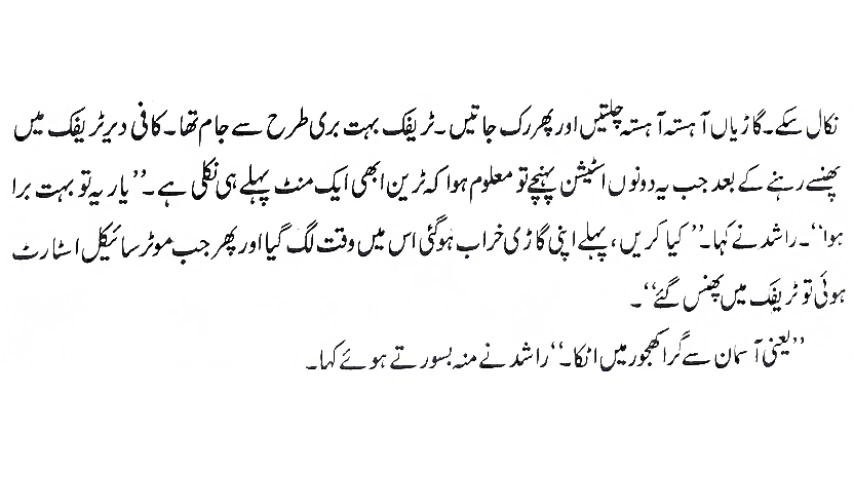 نکال سکے۔ گاڑیاں آہستہ آہستہ چلتیں اور پھر رک جاتیں۔ ٹریفک بہت بری طرح سے جام تھا۔ کافی دیر ٹریفک میں
پھنسے رہنے کے بعد جب یہ دونوں اسٹیشن پہنچے تو معلوم ہوا کہ ٹرین ابھی ایک منٹ پہلے ہی نکلی ہے۔ ”یار یہ تو بہت برا
ہوا“۔ راشد نے کہا۔ ” کیا کریں، پہلے اپنی گاڑی خراب ہوگئی اس میں وقت لگ گیا اور پھر جب موٹر سائیکل اسٹارٹ
ہوئی تو ٹریفک میں پھنس گئے“۔
”یعنی آسمان سے گرا کھجور میں اٹکا۔“ راشد نے منہ بسورتے ہوئے کہا۔